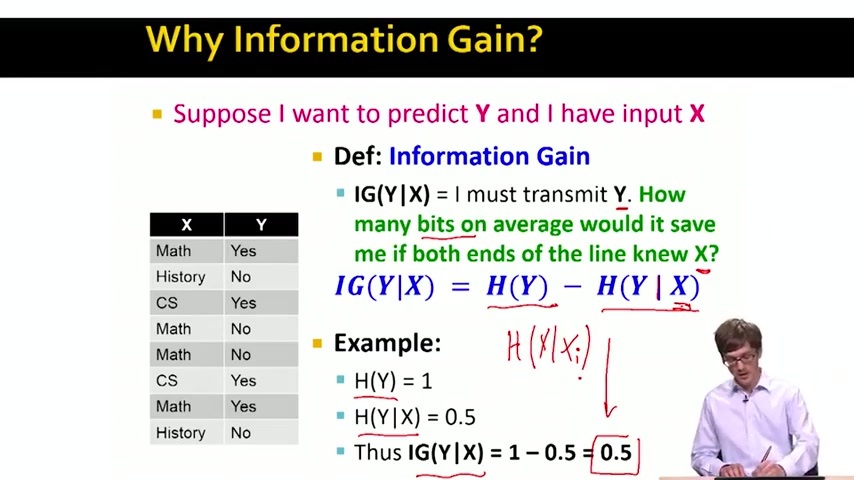 Why Information Gain?
Suppose I want to predict Y and I have input X
Def: Information Gain
IG(Y|X) = I must transmit Y. How
many bits on average would it save
me if both ends of the line knew X?
IG(Y|X) = H(Y) − H(Y | X)
X Y
Math Yes
History No
CS Yes
Math No
Math No
CS Yes
Math Yes
History No
Example:
H(Y|Xi)
H(Y) = 1
H(Y|X) = 0.5
Thus IG(Y|X) = 1 – 0.5 = 0.5